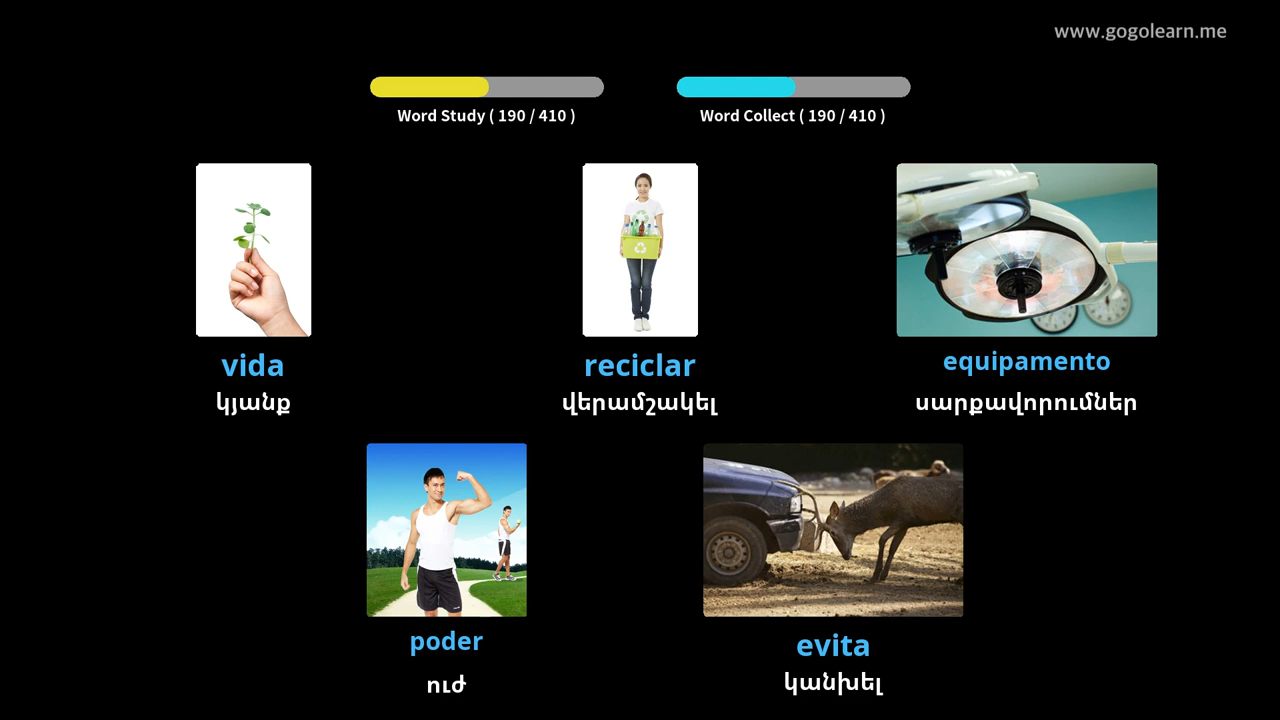 www.gogolearn.me
Word Study ( 190 / 410 )
Word Collect ( 190 / 410 )
vida
կյանք
reciclar
վերամշակել
equipamento
սարքավորումներ
poder
ուժ
evita
կանխել